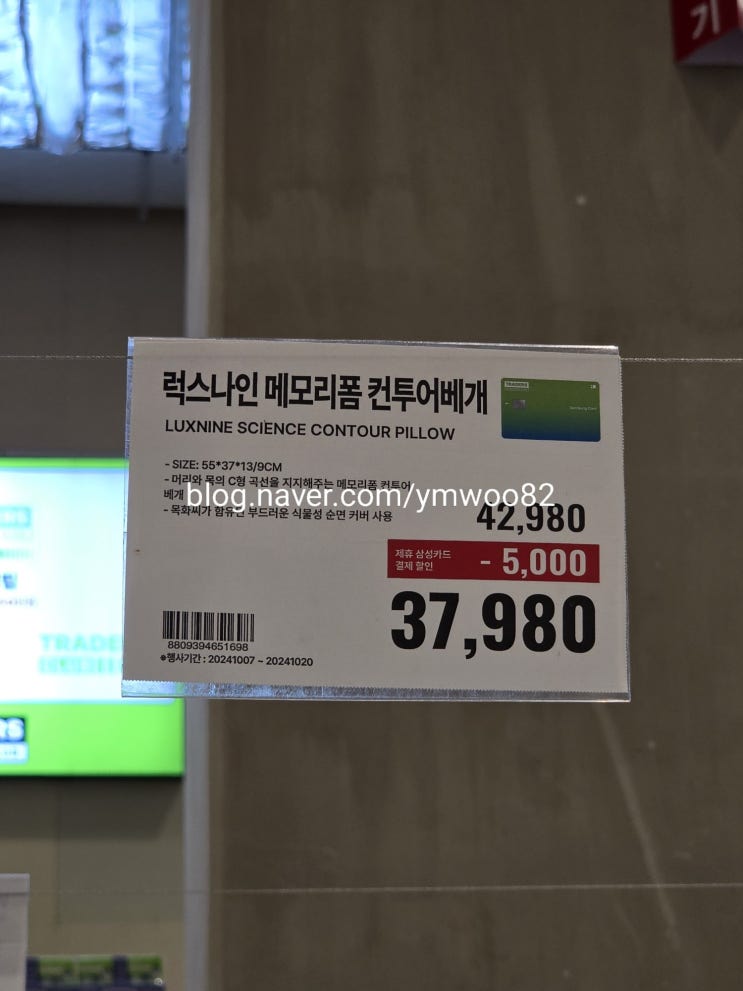 기
럭스나인 메모리폼 컨투어베개
LUXNINE SCIENCE CONTOUR PILLOW
TRADERS
Samsung Card
- SIZE: 55*37*13/9CM
- 머리와 목의 C형 곡선을 지지해주는 메모리폼 컨투어
베개
blog.naver.com/ymwoo82
- 목화씨가 함유된 부드러운 식물성 순면 커버 사용
42,980
제휴 삼성카드
결제 할인
- 5,000
37,980
8809394651698
*행사기간 : 20241007 ~ 20241020